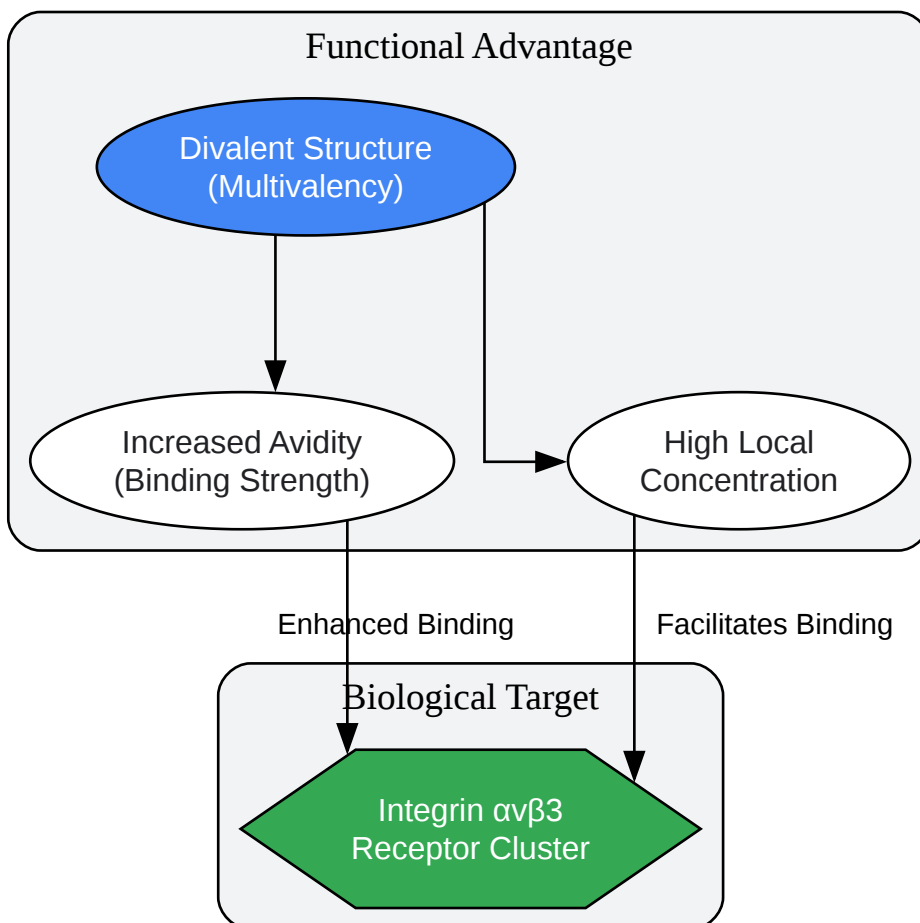 Functional Advantage
Divalent Structure
(Multivalency)
Increased Avidity
(Binding Strength)
High Local
Concentration
Enhanced Binding
Facilitates Binding
Biological Target
Integrin αvβ3
Receptor Cluster